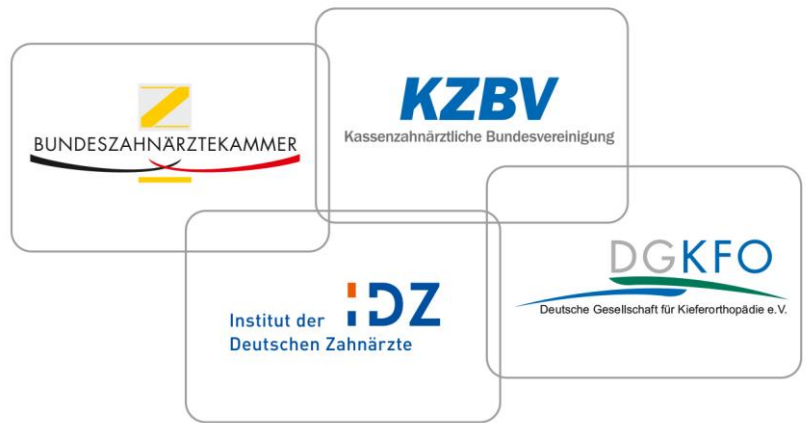 BUNDESZAHNÄRZTEKAMMER
KZBV
Kassenzahnärztliche Bundesvereinigung
IDZ
Institut der
Deutschen Zahnärzte
DGKFO
Deutsche Gesellschaft für Kieferorthopädie e.V.